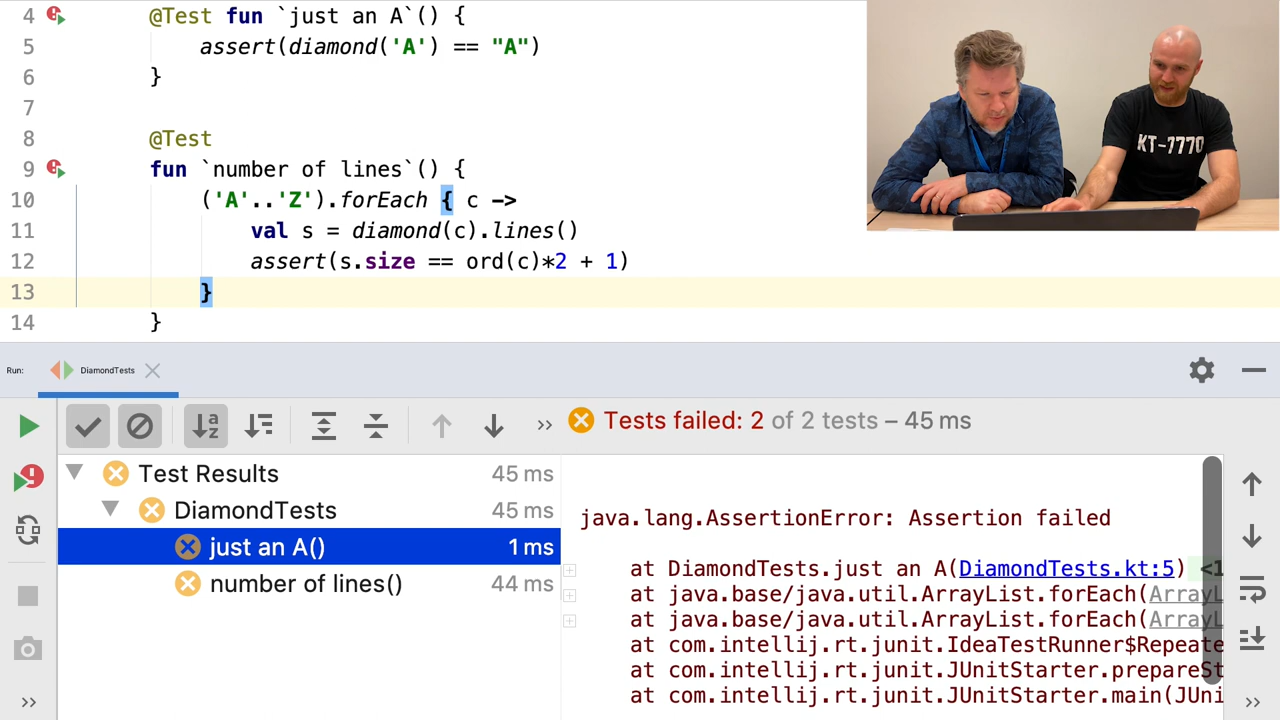 4 @Test fun `just an A`() {
5 assert(diamond('A') == "A")
6 }
7
8 @Test
9 fun `number of lines`() {
10 ('A'..'Z').forEach { c ->
11 val s = diamond(c).lines()
12 assert(s.size == ord(c)*2 + 1)
13 }
14 }
KT-7770
Run: DiamondTests
Tests failed: 2 of 2 tests – 45 ms
Test Results 45 ms
DiamondTests 45 ms
just an A() 1 ms
number of lines() 44 ms
java.lang.AssertionError: Assertion failed
at DiamondTests.just an A(DiamondTests.kt:5) <1
at java.base/java.util.ArrayList.forEach(ArrayL
at java.base/java.util.ArrayList.forEach(ArrayL
at com.intellij.rt.junit.IdeaTestRunner$Repeate
at com.intellij.rt.junit.JUnitStarter.prepareSt
at com.intellij.rt.junit.JUnitStarter.main(JUni